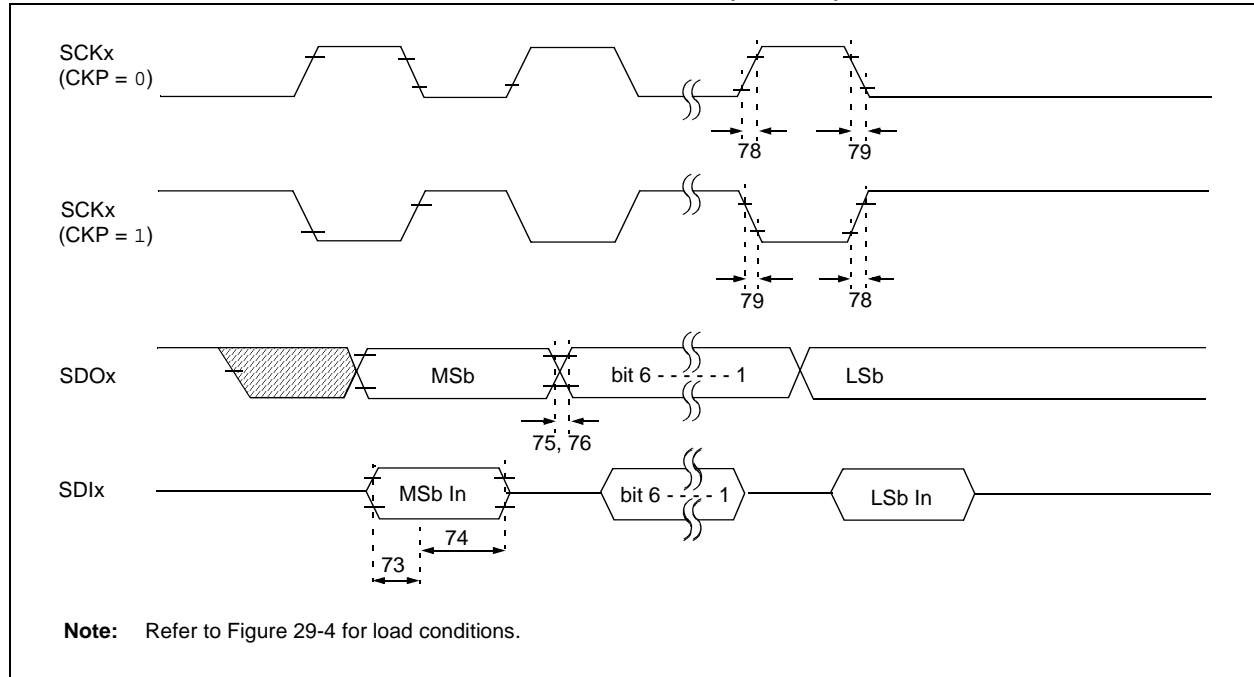 SCKx
(CKP = 0)
78
79
SCKx
(CKP = 1)
79
78
SDOx
MSb
bit 6 - - - - - - - 1
LSb
75, 76
SDIx
MSb In
bit 6 - - - - - 1
LSb In
74
73
Note: Refer to Figure 29-4 for load conditions.